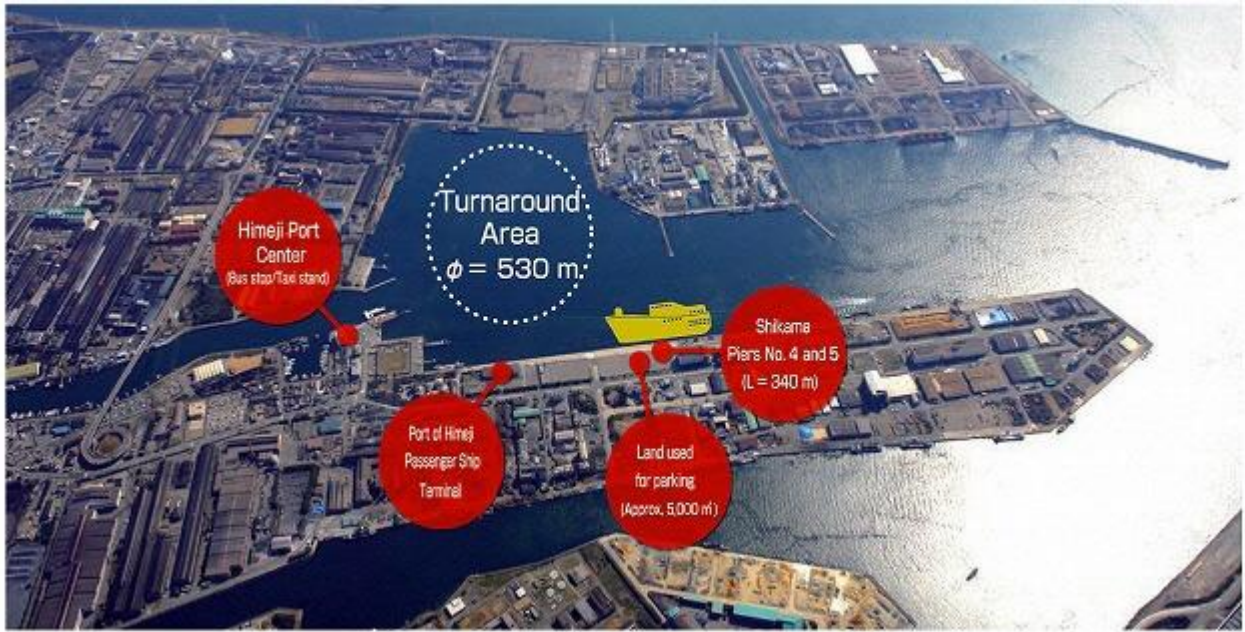 Turnaround
Area
ϕ = 530 m.
Himeji Port
Center
(Bus stop/Taxi stand)
Shikama
Piers No. 4 and 5
(L = 340 m)
Port of Himeji
Passenger Ship
Terminal
Land used
for parking
(Approx. 5,000 ㎡)